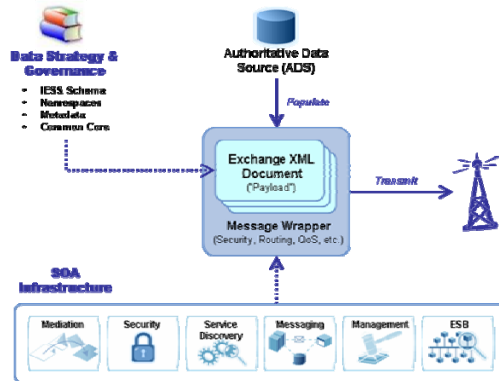 Data Strategy &
Governance
• IESS Schema
• Namespaces
• Metadata
• Common Core
Authoritative Data
Source (ADS)
Populate
Exchange XML
Document
("Payload")
Transmit
Message Wrapper
(Security, Routing, QoS, etc.)
SOA
Infrastructure
Mediation
Security
Service
Discovery
Messaging
Management
ESB